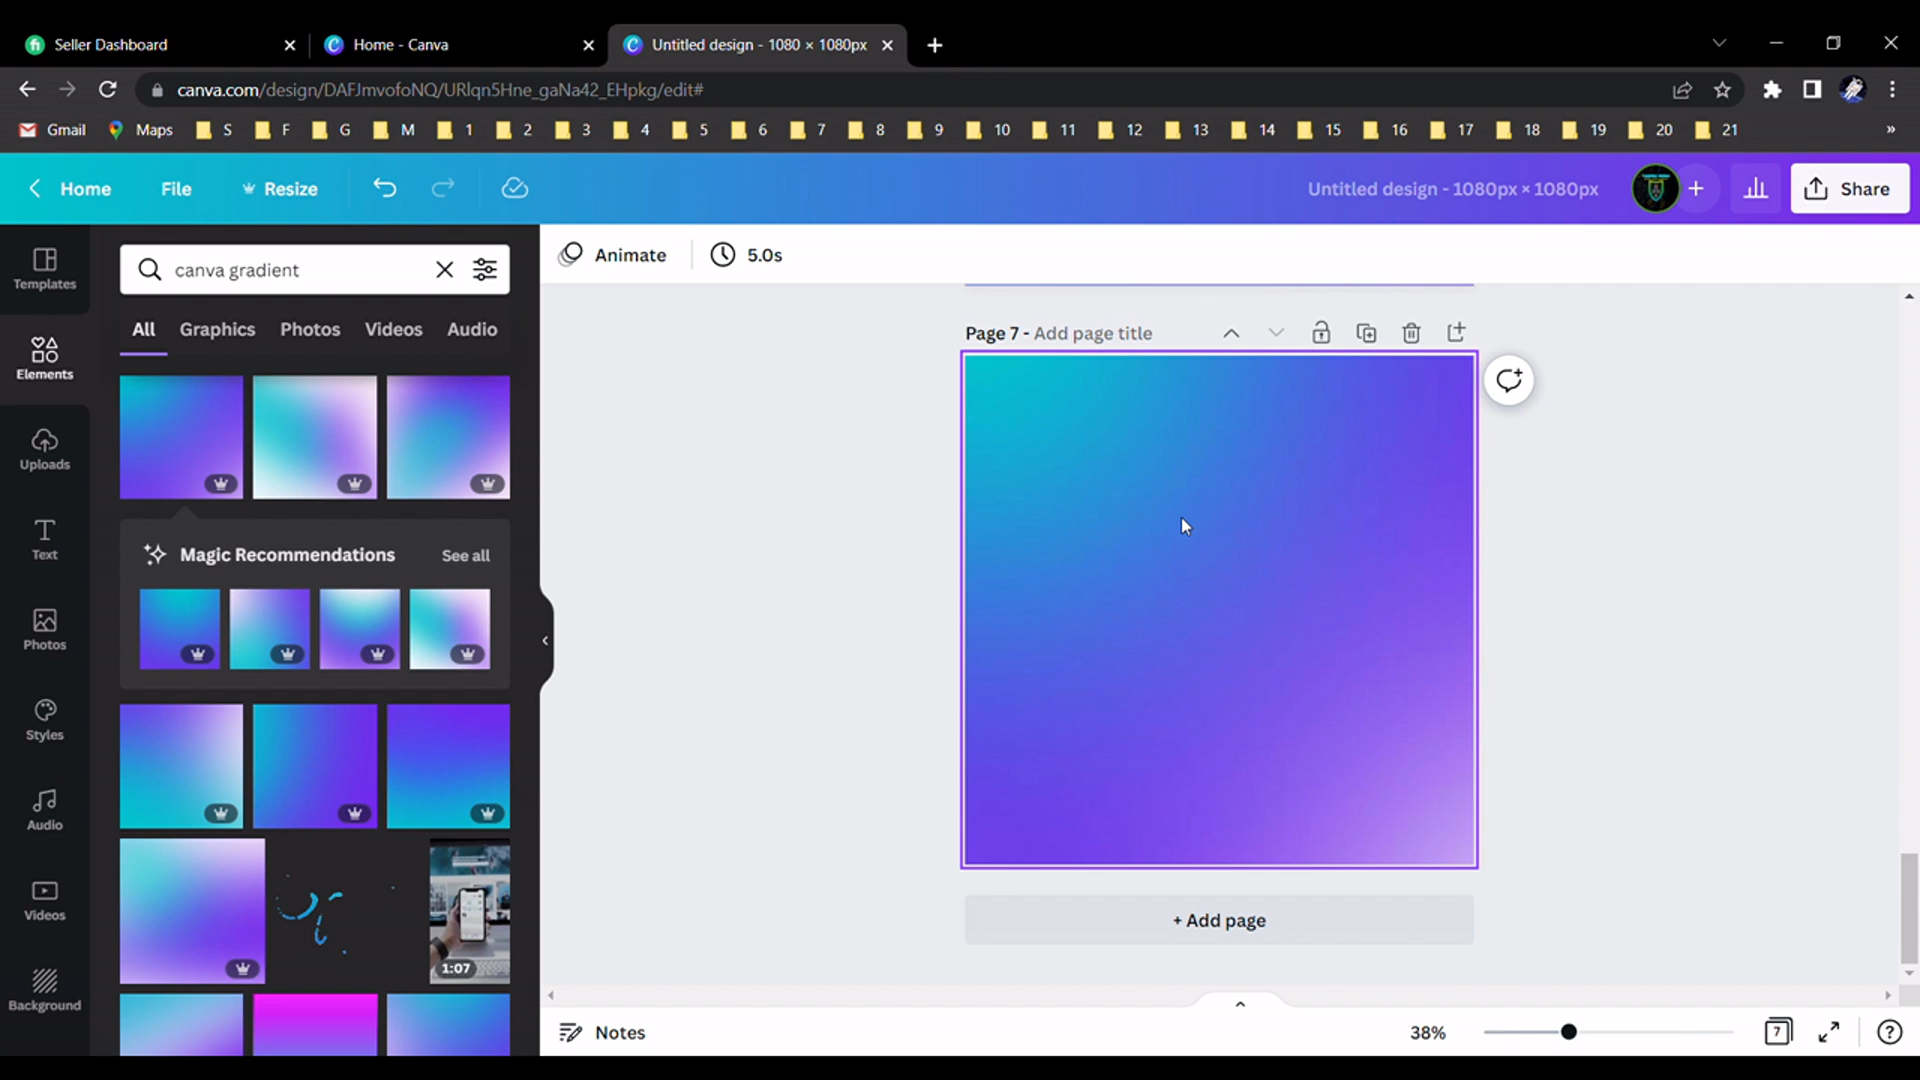 Seller Dashboard
Home - Canva
Untitled design - 1080 × 1080px
canva.com/design/DAFJmvofoNQ/URlqn5Hne_gaNa42_EHpkg/edit#
Gmail Maps S F G M 1 2 3 4 5 6 7 8 9 10 11 12 13 14 15 16 17 18 19 20 21 »
Home File Resize
Untitled design - 1080px × 1080px
Share
Templates
Elements
Uploads
Text
Photos
Styles
Audio
Videos
Background
canva gradient
All Graphics Photos Videos Audio
Magic Recommendations See all
1:07
Animate 5.0s
Page 7 - Add page title
+ Add page
Notes
38%
7